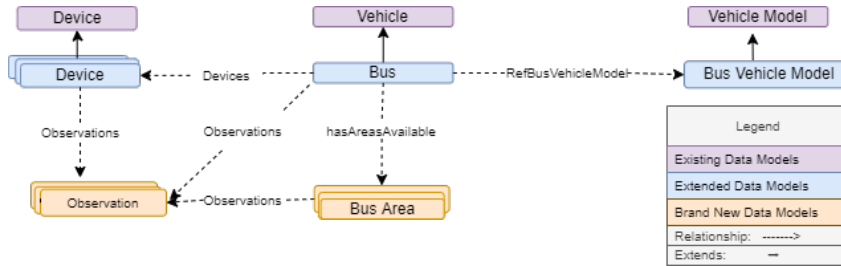 Device
Vehicle
Vehicle Model
Device
Devices
Bus
RefBusVehicleModel
Bus Vehicle Model
Observations
Observations
hasAreasAvailable
Legend
Existing Data Models
Extended Data Models
Observation
Observations
Bus Area
Brand New Data Models
Relationship: ------->
Extends: